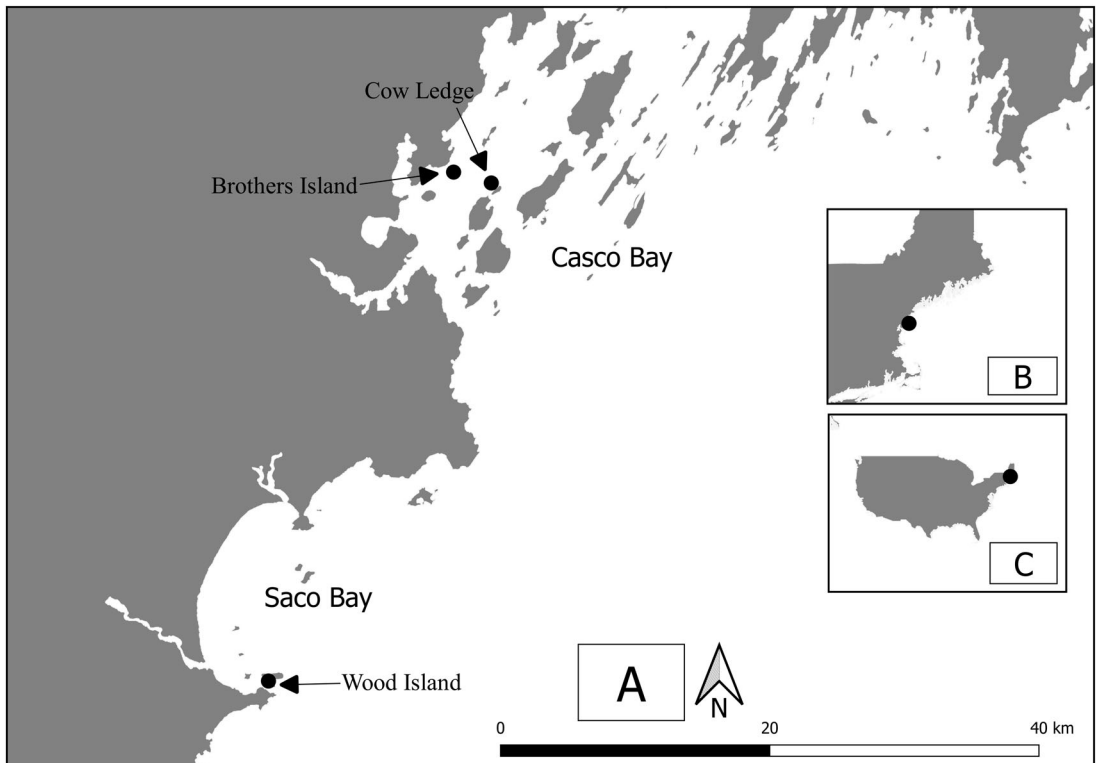 Cow Ledge
Brothers Island
Casco Bay
B
C
Saco Bay
Wood Island
A
N
0 20 40 km